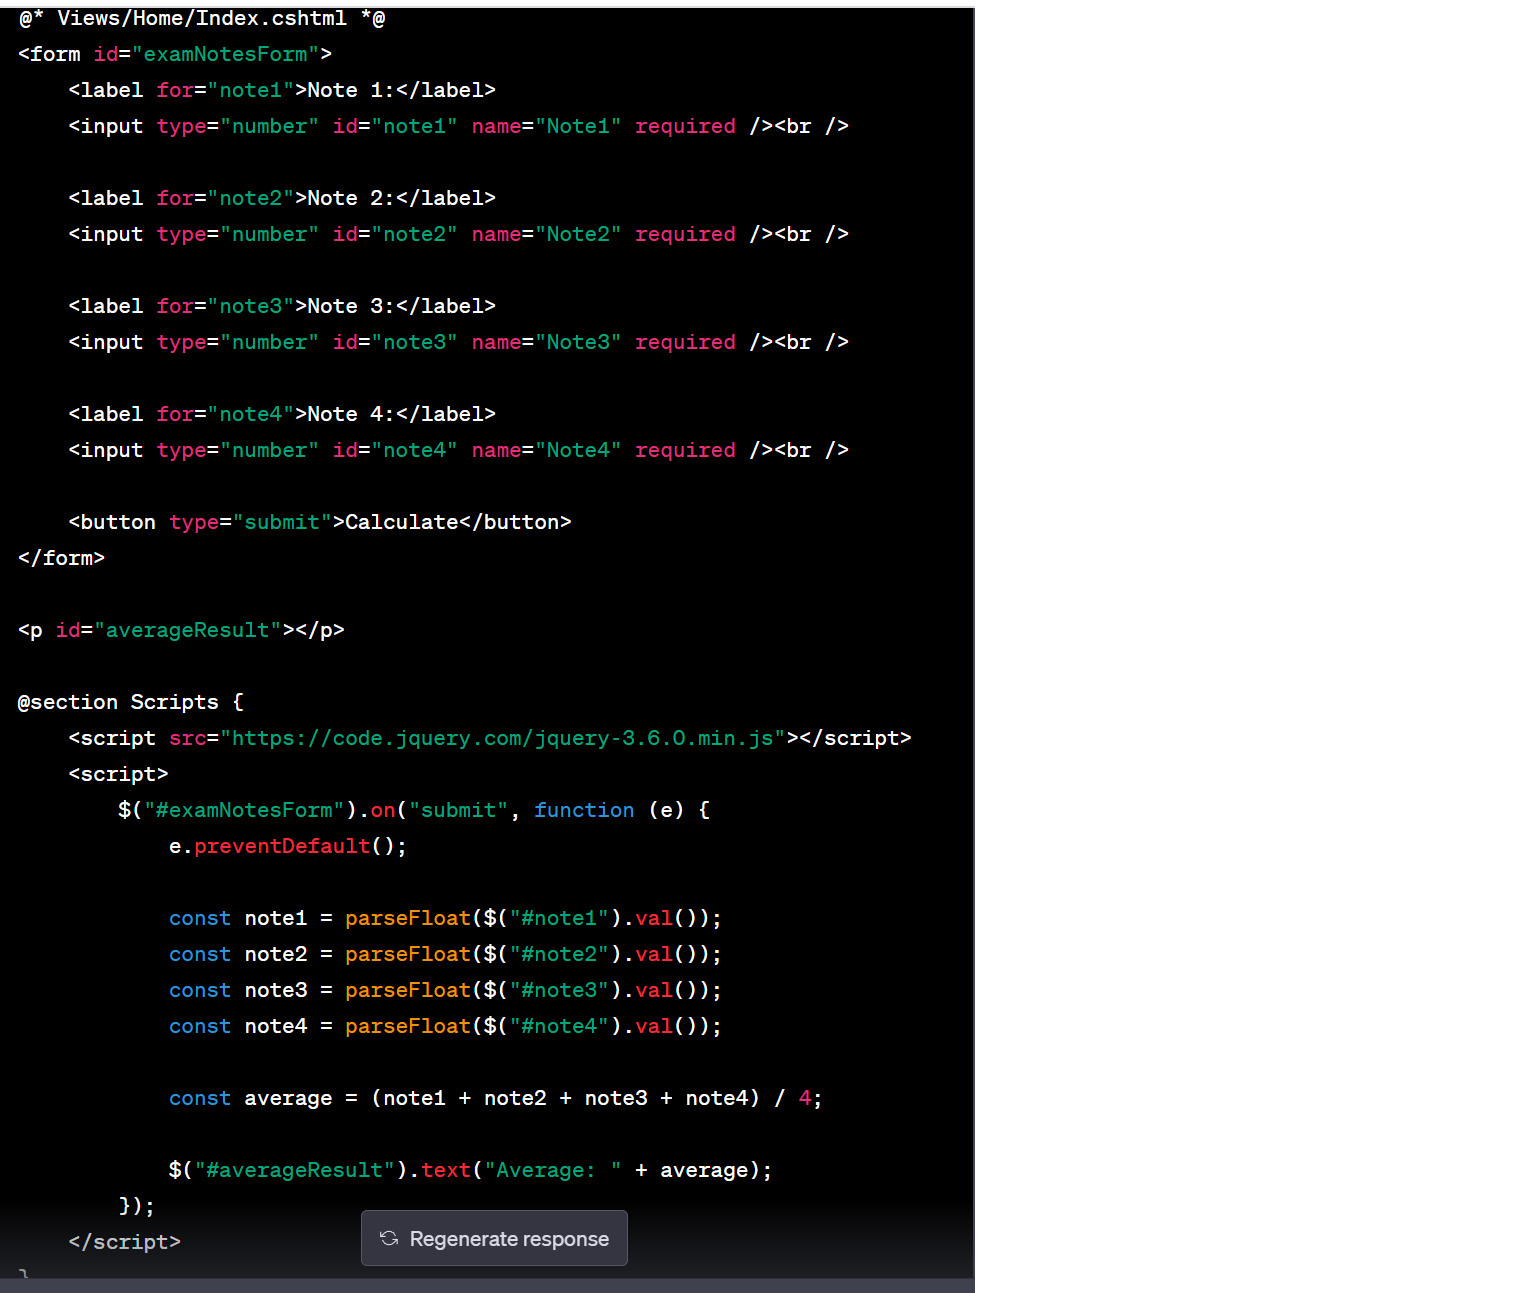 @* Views/Home/Index.cshtml *@
<form id="examNotesForm">
    <label for="note1">Note 1:</label>
    <input type="number" id="note1" name="Note1" required /><br />

    <label for="note2">Note 2:</label>
    <input type="number" id="note2" name="Note2" required /><br />

    <label for="note3">Note 3:</label>
    <input type="number" id="note3" name="Note3" required /><br />

    <label for="note4">Note 4:</label>
    <input type="number" id="note4" name="Note4" required /><br />

    <button type="submit">Calculate</button>
</form>

<p id="averageResult"></p>

@section Scripts {
    <script src="https://code.jquery.com/jquery-3.6.0.min.js"></script>
    <script>
        $("#examNotesForm").on("submit", function (e) {
            e.preventDefault();

            const note1 = parseFloat($("#note1").val());
            const note2 = parseFloat($("#note2").val());
            const note3 = parseFloat($("#note3").val());
            const note4 = parseFloat($("#note4").val());

            const average = (note1 + note2 + note3 + note4) / 4;

            $("#averageResult").text("Average: " + average);
        });
    </script>
}
Regenerate response